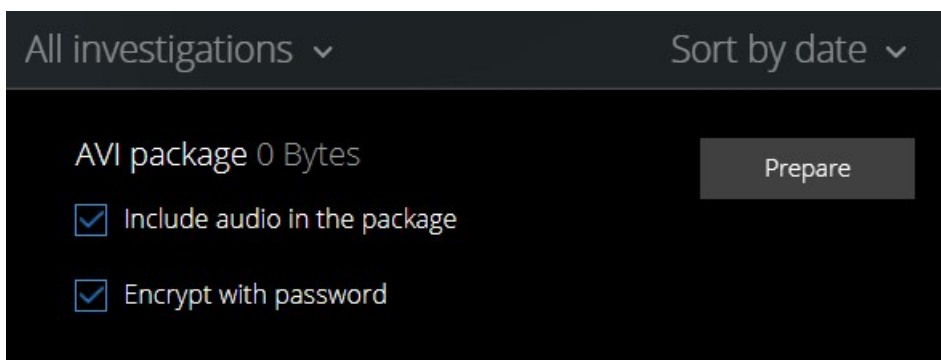 All investigations
Sort by date
AVI package 0 Bytes
Prepare
Include audio in the package
Encrypt with password